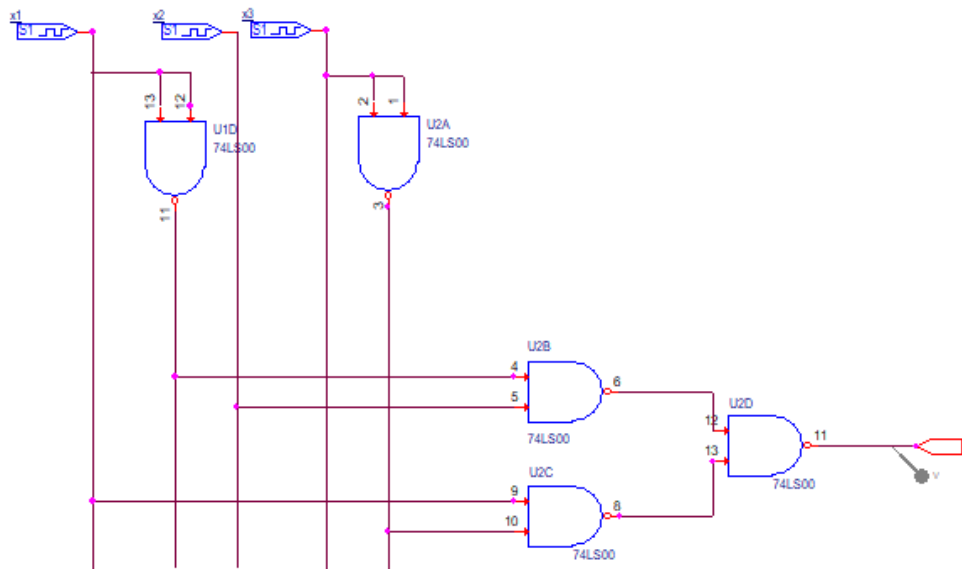 x1 x2 x3
S1 S1 S1
13 12 2 1
U1D U2A
74LS00 74LS00
11 3
U2B
4 6
5
U2D
12
74LS00
11
13
U2C
9
8
10
74LS00
74LS00
V